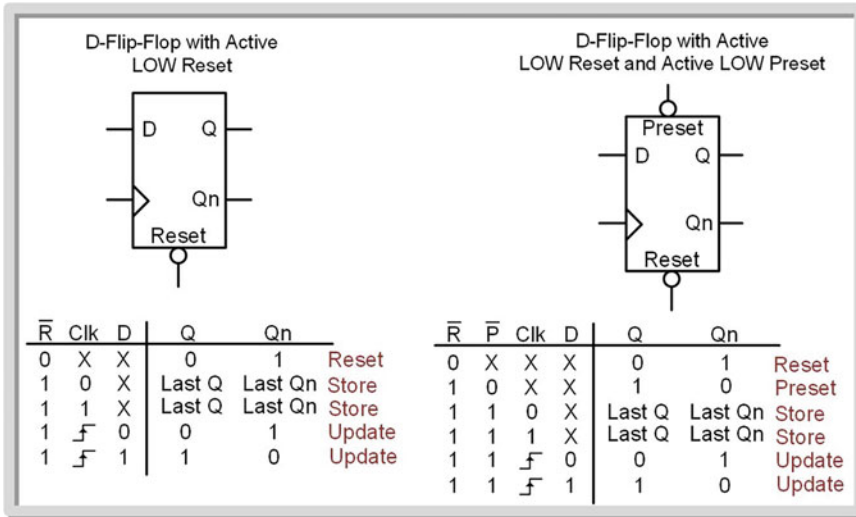 D-Flip-Flop with Active
LOW Reset
D Q
Qn
Reset
R̅ Clk D Q Qn
0 X X 0 1 Reset
1 0 X Last Q Last Qn Store
1 1 X Last Q Last Qn Store
1 0 0 1 Update
1 1 1 0 Update
D-Flip-Flop with Active
LOW Reset and Active LOW Preset
Preset
D Q
Qn
Reset
R̅ P̅ Clk D Q Qn
0 X X X 0 1 Reset
1 0 X X 1 0 Preset
1 1 0 X Last Q Last Qn Store
1 1 1 X Last Q Last Qn Store
1 1 0 0 1 Update
1 1 1 1 0 Update